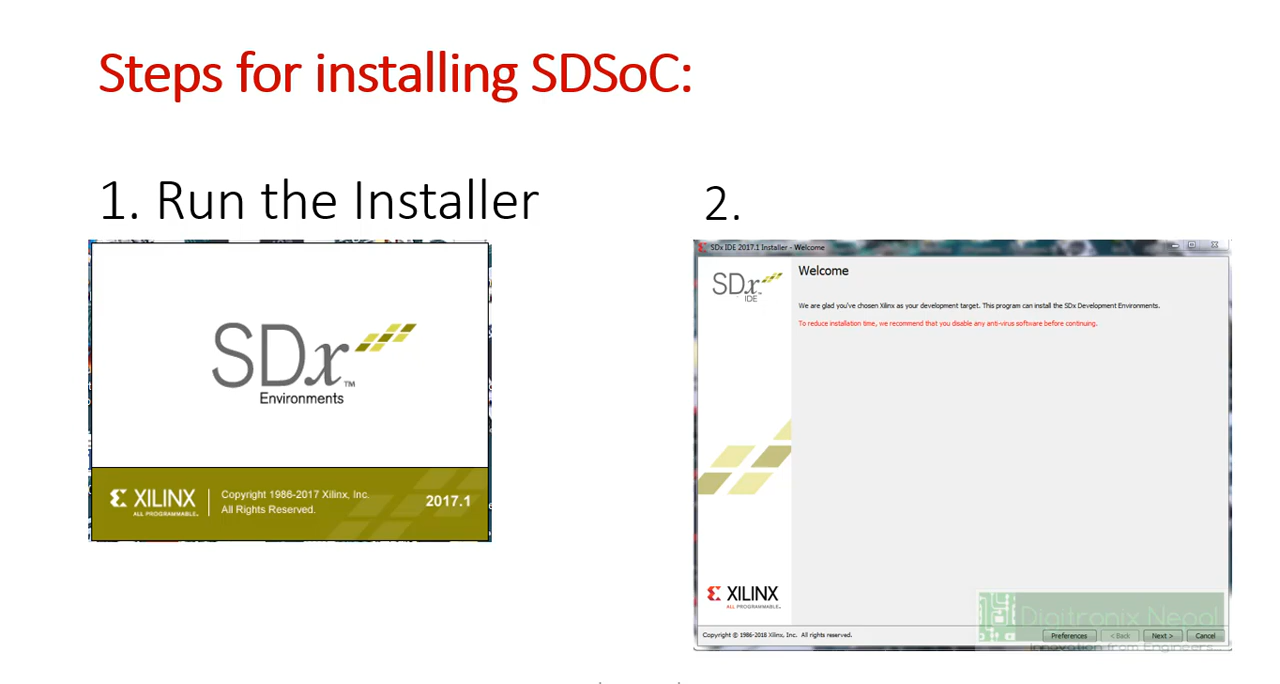 Steps for installing SDSoC:
1. Run the Installer
2.
SDx™
Environments
XILINX
ALL PROGRAMMABLE™
Copyright 1986-2017 Xilinx, Inc.
All Rights Reserved.
2017.1
SDx IDE 2017.1 Installer - Welcome
SDx™
IDE
Welcome
We are glad you've chosen Xilinx as your development target. This program can install the SDx Development Environments.
To reduce installation time, we recommend that you disable any anti-virus software before continuing.
XILINX
ALL PROGRAMMABLE™
Digitronix Nepal
Innovation from Engineers
Copyright © 1986-2018 Xilinx, Inc. All rights reserved.
Preferences < Back Next > Cancel